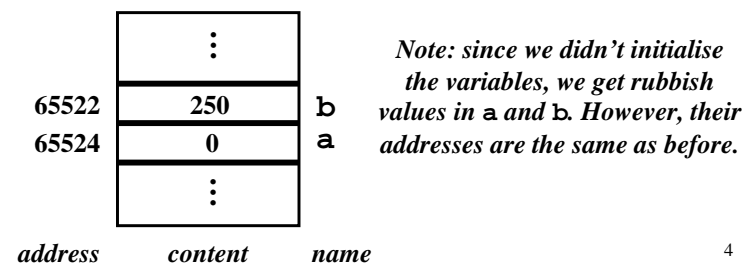 ⋮
65522 250 b
65524 0 a
⋮
address content name
Note: since we didn't initialise
the variables, we get rubbish
values in a and b. However, their
addresses are the same as before.
4